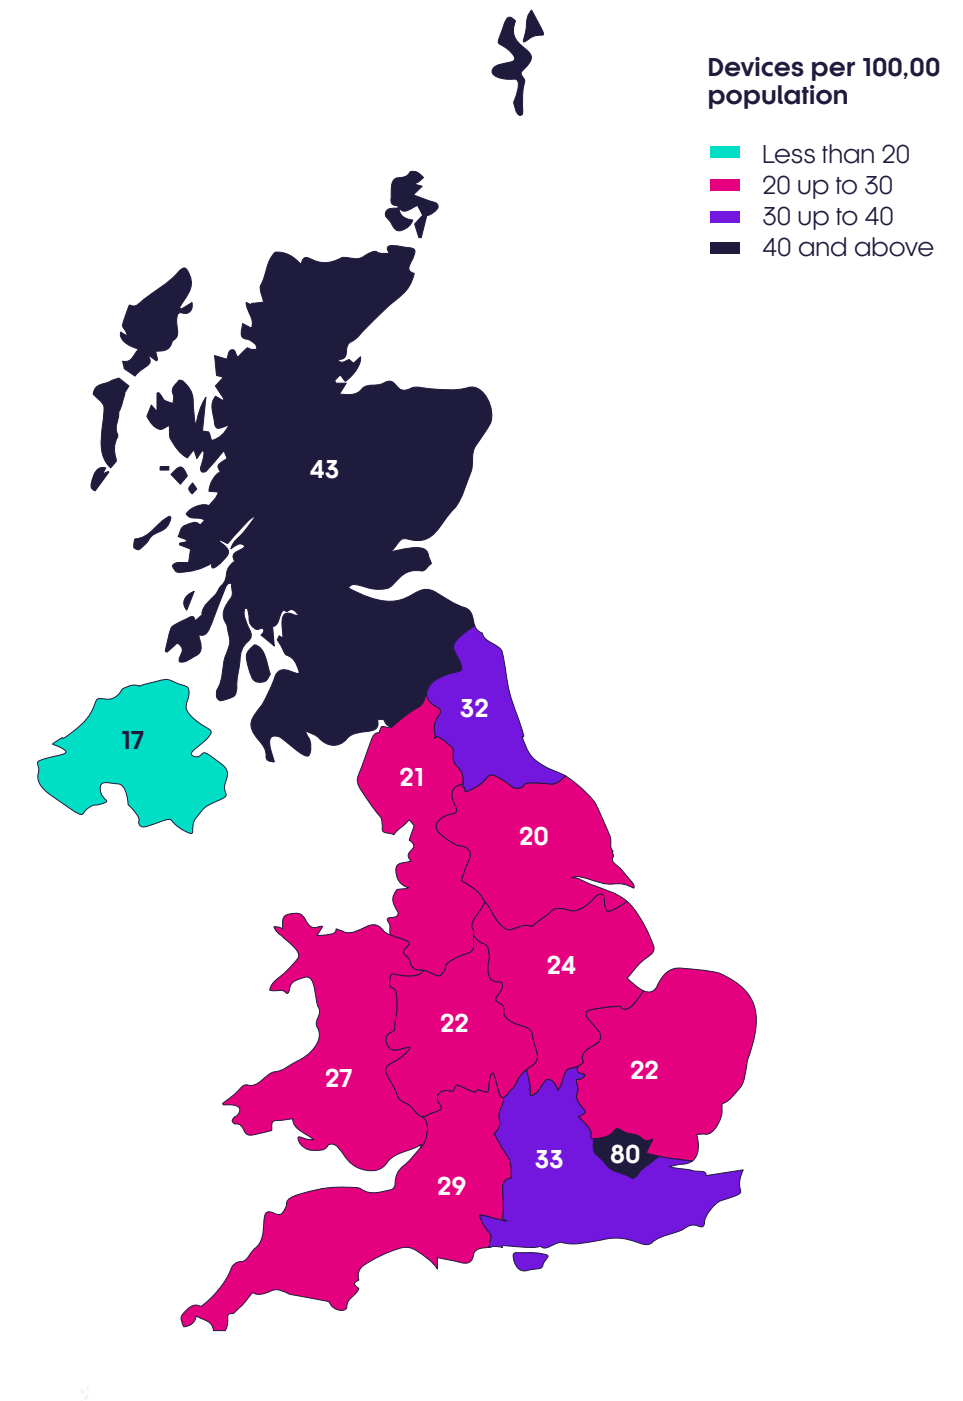 Devices per 100,00
population
Less than 20
20 up to 30
30 up to 40
40 and above
43
17
32
21
20
24
22
22
27
80
33
29